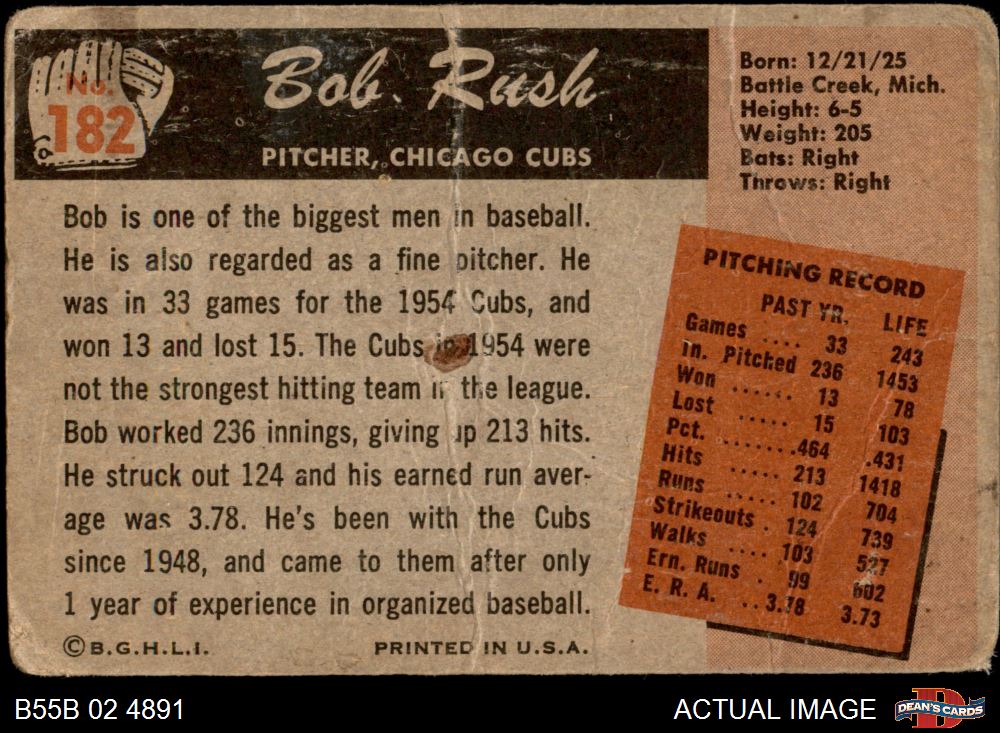 No.
182
Bob Rush
PITCHER, CHICAGO CUBS
Born: 12/21/25
Battle Creek, Mich.
Height: 6-5
Weight: 205
Bats: Right
Throws: Right
Bob is one of the biggest men in baseball.
He is also regarded as a fine pitcher. He
was in 33 games for the 1954 Cubs, and
won 13 and lost 15. The Cubs in 1954 were
not the strongest hitting team in the league.
Bob worked 236 innings, giving up 213 hits.
He struck out 124 and his earned run aver-
age was 3.78. He's been with the Cubs
since 1948, and came to them after only
1 year of experience in organized baseball.
© B.G.H.L.I. PRINTED IN U.S.A.
PITCHING RECORD
PAST YR. LIFE
Games .... 33 243
In. Pitched 236 1453
Won ...... 13 78
Lost ..... 15 103
Pct. .......464 .431
Hits ..... 213 1418
Runs ..... 102 704
Strikeouts . 124 739
Walks .... 103 527
Ern. Runs . 99 602
E. R. A. ..3.78 3.73
B55B 02 4891
ACTUAL IMAGE
D
DEAN'S CARDS